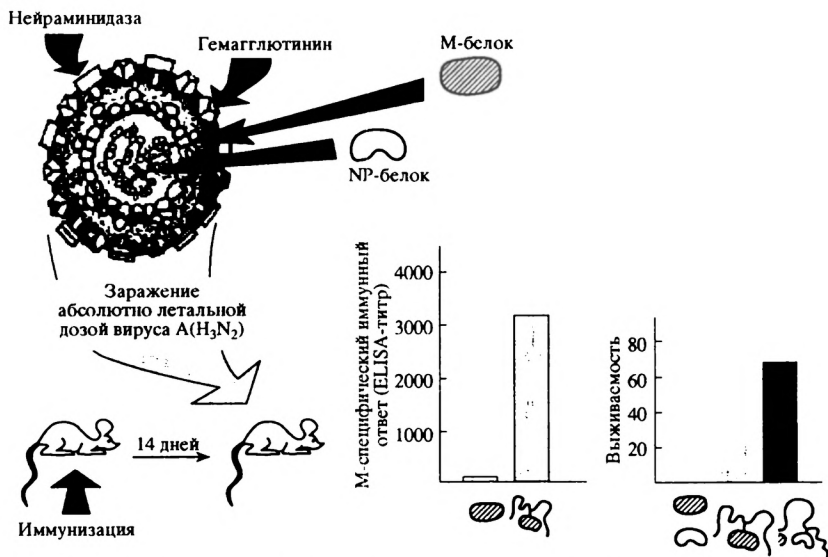 Нейраминидаза
Гемагглютинин
М-белок
NP-белок
Заражение
абсолютно летальной
дозой вируса A(H₃N₂)
14 дней
Иммунизация
М-специфический иммунный
ответ (ELISA-титр)
4000
3000
2000
1000
Выживаемость
80
60
40
20